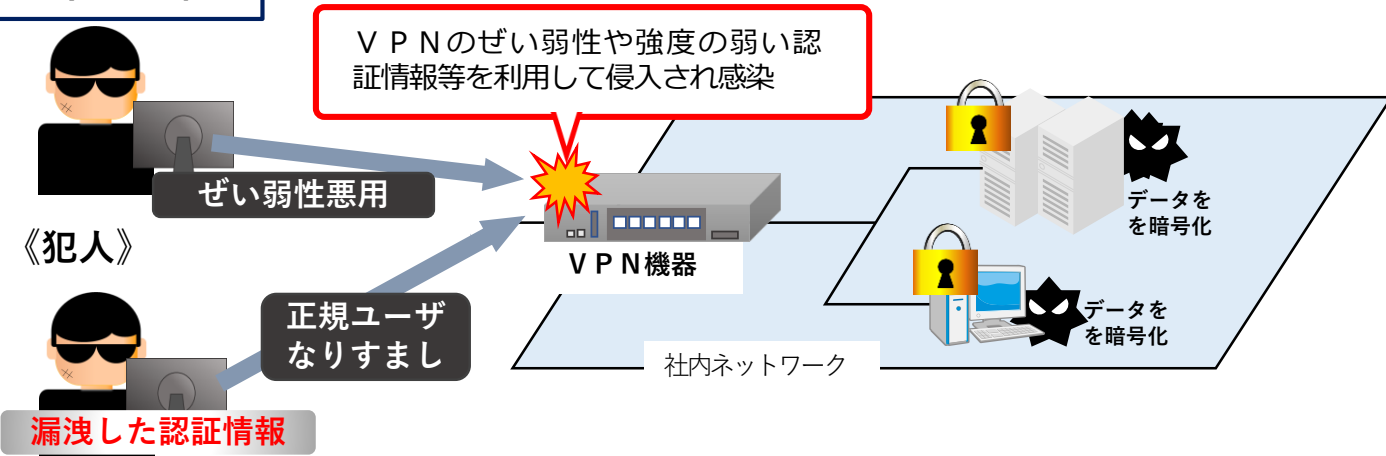 ＶＰＮのぜい弱性や強度の弱い認
証情報等を利用して侵入され感染
ぜい弱性悪用
《犯人》
ＶＰＮ機器
データを
を暗号化
正規ユーザ
なりすまし
データを
を暗号化
社内ネットワーク
漏洩した認証情報